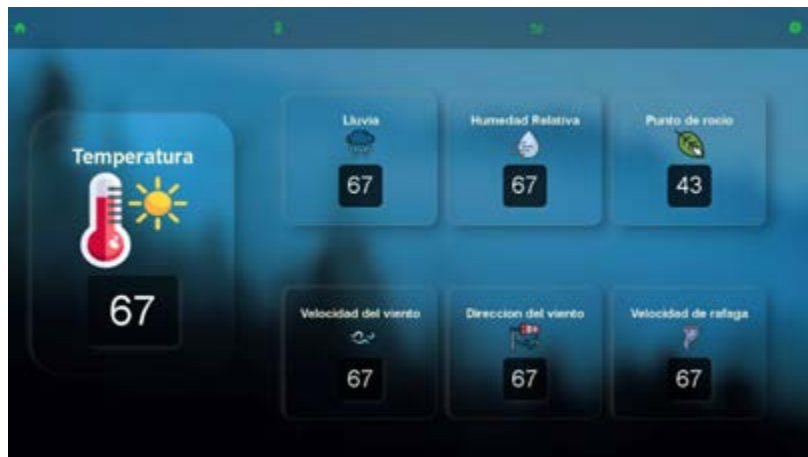 Temperatura
67
Lluvia
67
Humedad Relativa
67
Punto de rocio
43
Velocidad del viento
67
Direccion del viento
67
Velocidad de rafaga
67